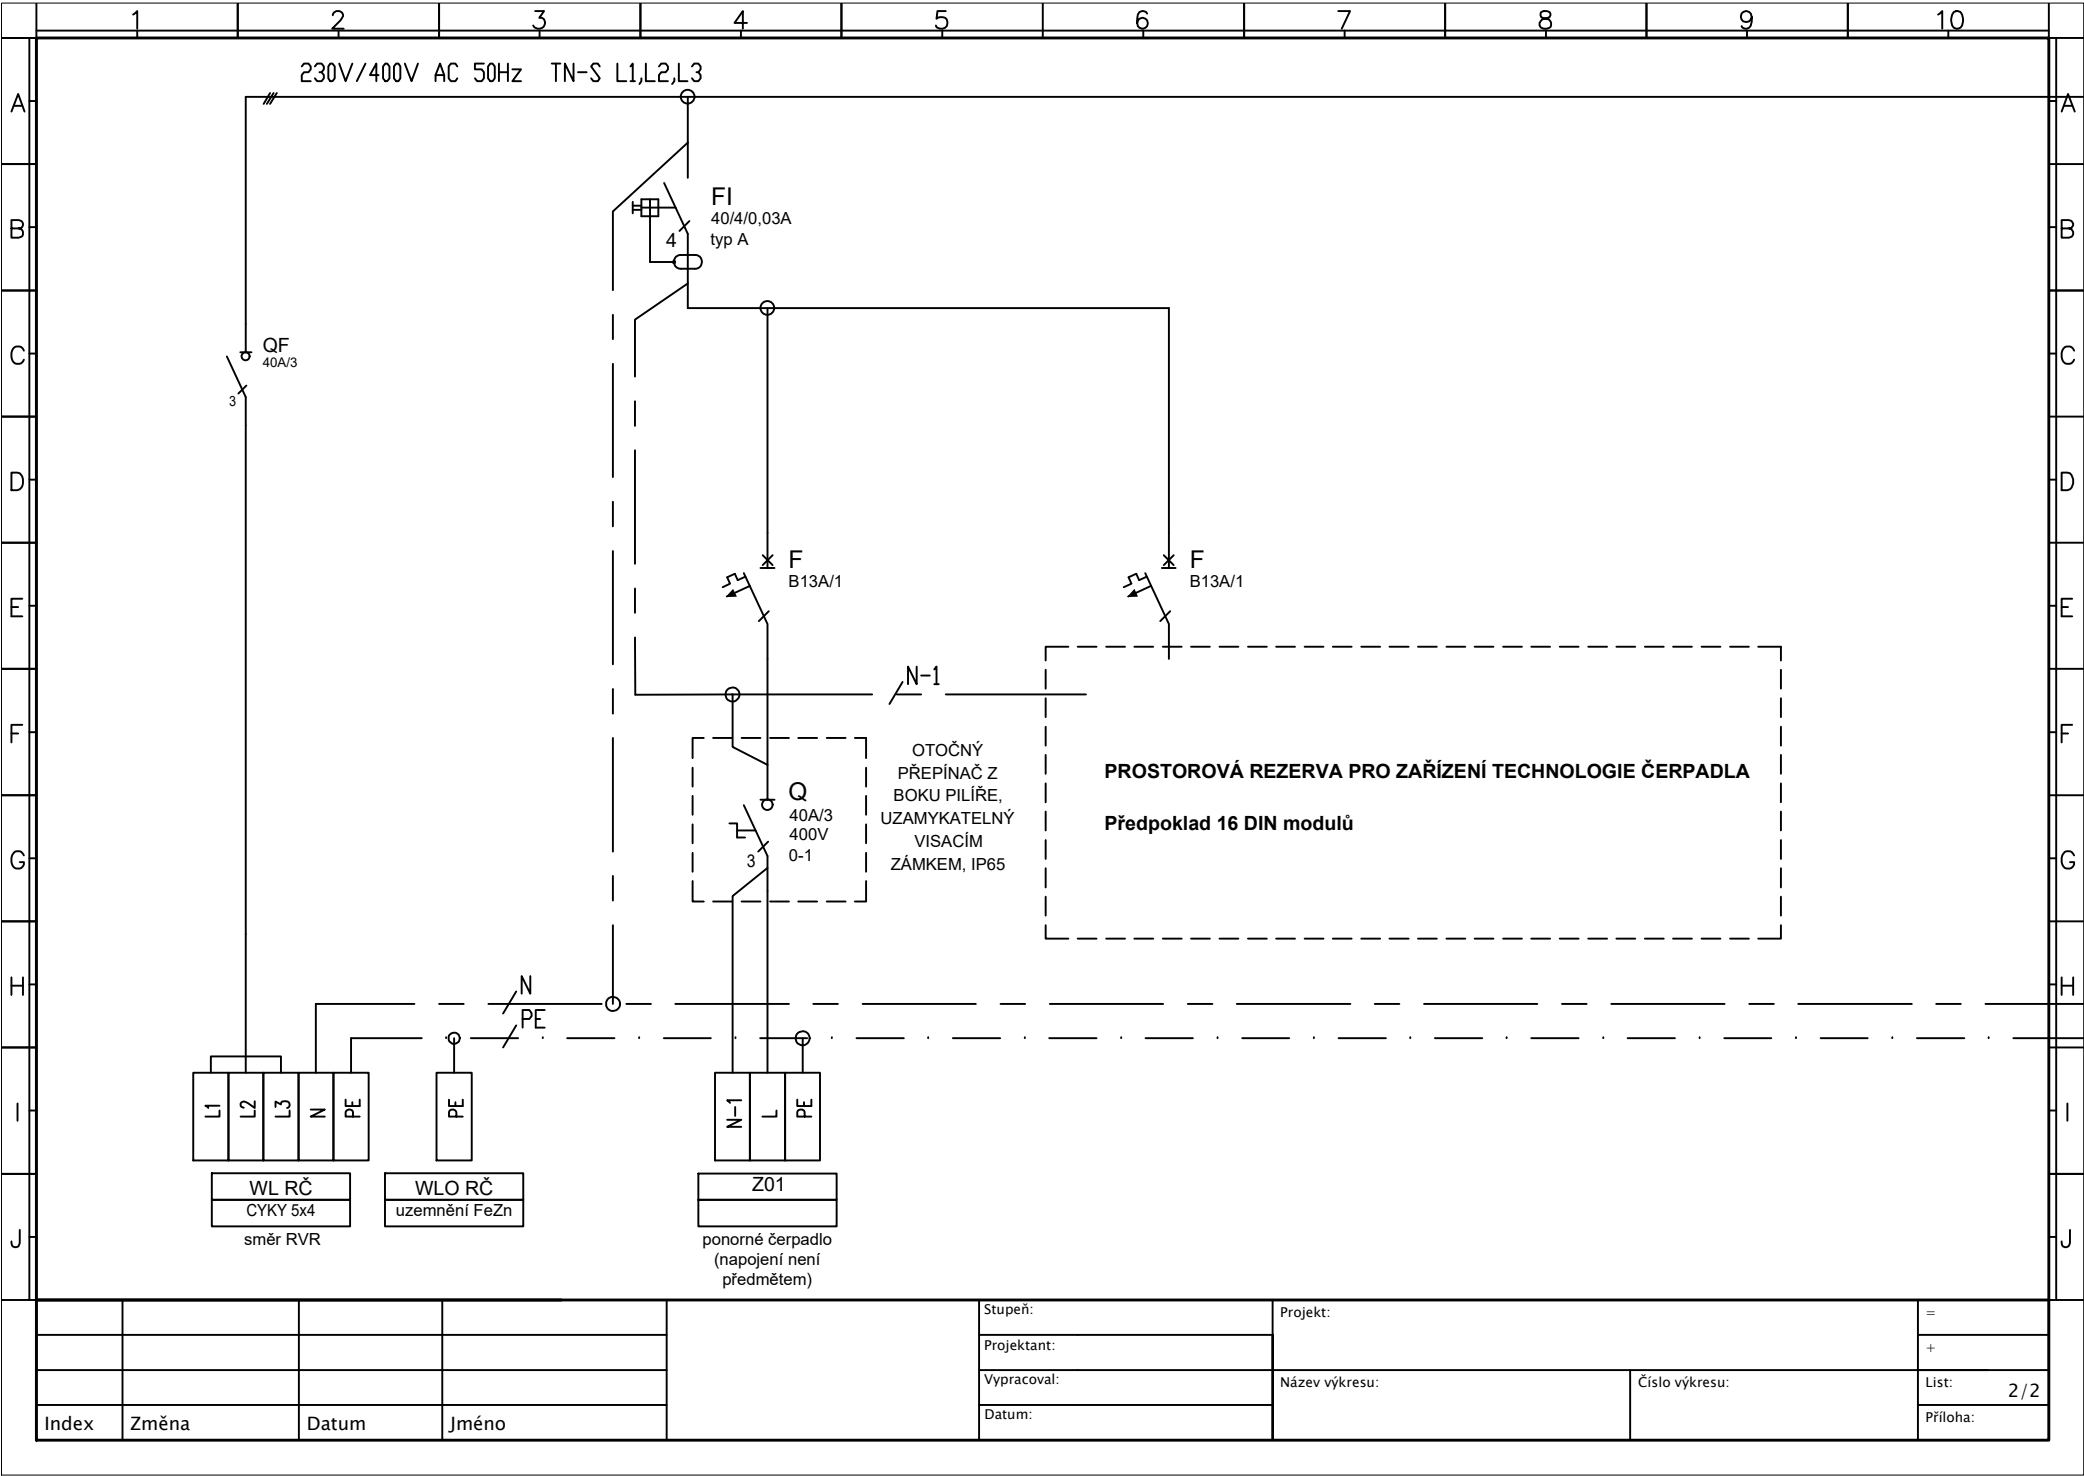 1 2 3 4 5 6 7 8 9 10
230V/400V AC 50Hz TN-S L1,L2,L3
A A
B B
C C
D D
E E
F F
G G
H H
I I
J J
FI
40/4/0,03A
typ A
4
QF
40A/3
3
F
B13A/1
F
B13A/1
N-1
OTOČNÝ
PŘEPÍNAČ Z
BOKU PILÍŘE,
UZAMYKATELNÝ
VISACÍM
ZÁMKEM, IP65
Q
40A/3
400V
0-1
3
PROSTOROVÁ REZERVA PRO ZAŘÍZENÍ TECHNOLOGIE ČERPADLA
Předpoklad 16 DIN modulů
N
PE
L1 L2 L3 N PE
PE
N-1 L PE
WL RČ
CYKY 5x4
směr RVR
WLO RČ
uzemnění FeZn
Z01
ponorné čerpadlo
(napojení není
předmětem)
Index Změna Datum Jméno
Stupeň:
Projektant:
Vypracoval:
Datum:
Projekt:
Název výkresu:
Číslo výkresu:
=
+
List: 2/2
Příloha: